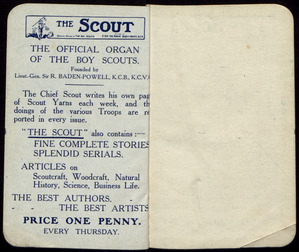 THE SCOUT
THE OFFICIAL ORGAN
OF THE BOY SCOUTS.
Founded by
Lieut.-Gen. Sir R. BADEN-POWELL, K.C.B., K.C.V.
The Chief Scout writes his own pag
of Scout Yarns each week, and th
doings of the various Troops are re
ported in every issue.
"THE SCOUT" also contains:—
FINE COMPLETE STORIES
SPLENDID SERIALS.
ARTICLES on
Scoutcraft, Woodcraft, Natural
History, Science, Business Life.
THE BEST AUTHORS.
THE BEST ARTISTS
PRICE ONE PENNY.
EVERY THURSDAY.